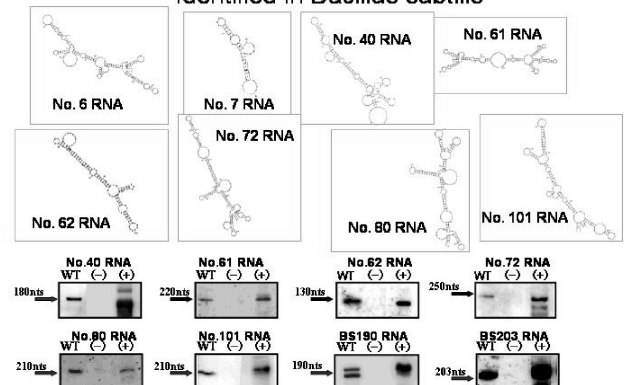 Identified in Bacillus subtilis
No. 6 RNA
No. 7 RNA
No. 40 RNA
No. 61 RNA
No. 62 RNA
No. 72 RNA
No. 80 RNA
No. 101 RNA
No.40 RNA
WT (−) (+)
180nts
No.61 RNA
WT (−) (+)
220nts
No.62 RNA
WT (−) (+)
130nts
No.72 RNA
WT (−) (+)
250nts
No.80 RNA
WT (−) (+)
210nts
No.101 RNA
WT (−) (+)
210nts
BS190 RNA
WT (−) (+)
190nts
BS203 RNA
WT (−) (+)
203nts